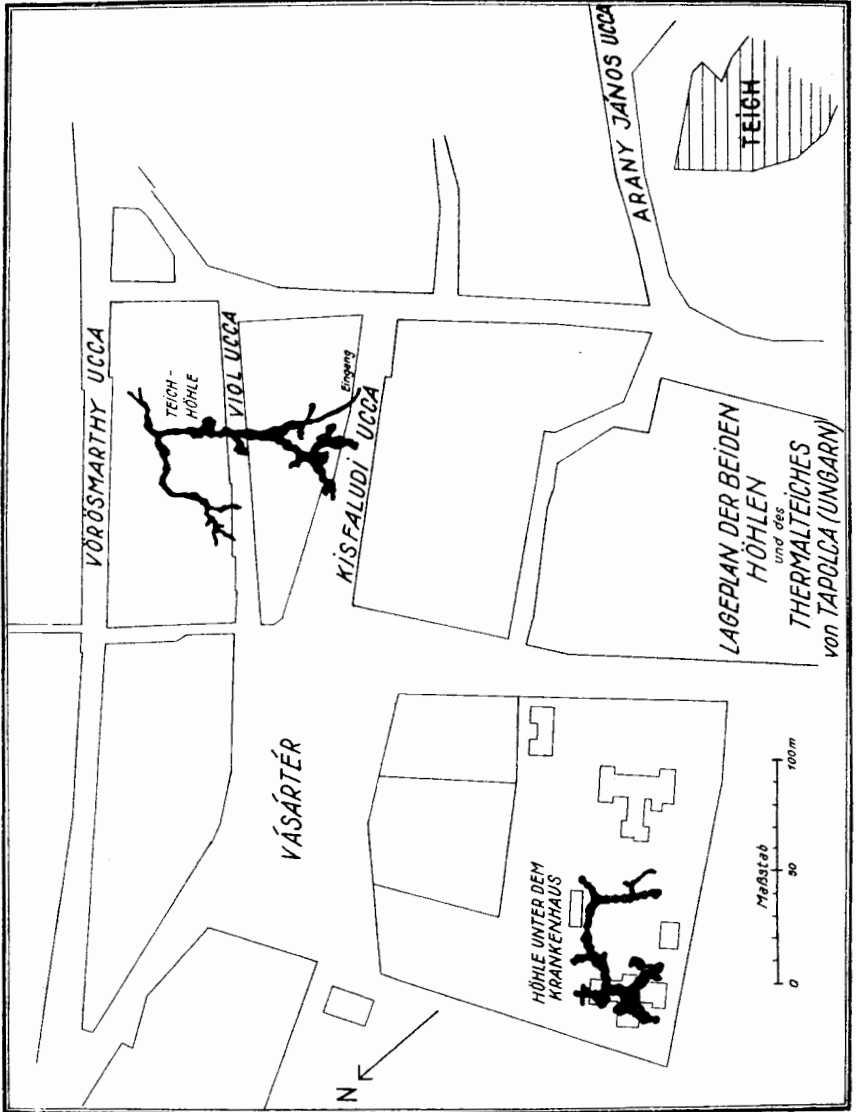 VÖRÖSMARTHY UCCA
TEICH-
HÖHLE
VIOL UCCA
Eingang
KISFALUDI UCCA
ARANY JÁNOS UCCA
TEICH
VÁSÁRTÉR
HÖHLE UNTER DEM
KRANKENHAUS
N
Maßstab
0 50 100m
LAGEPLAN DER BEIDEN
HÖHLEN
und des
THERMALTEICHES
von TAPOLCA (UNGARN)